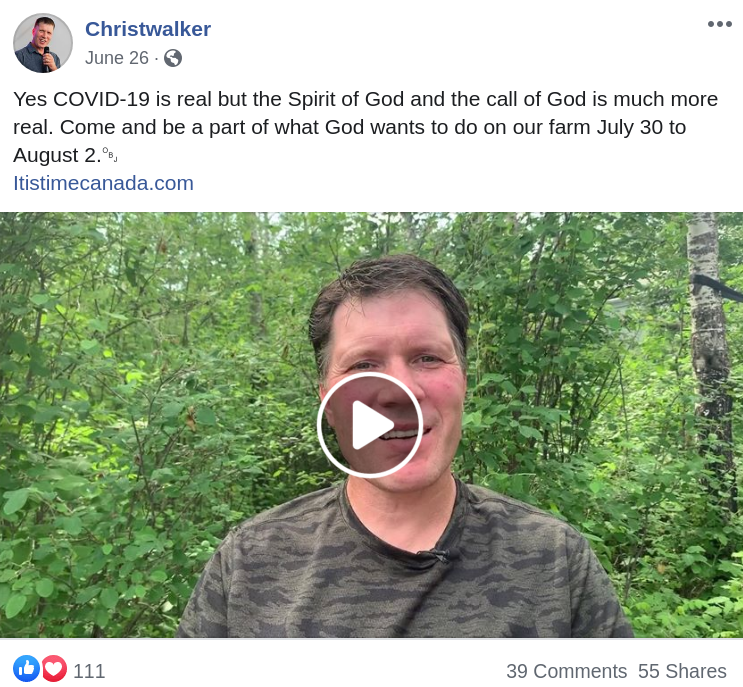 Christwalker
June 26 ·
Yes COVID-19 is real but the Spirit of God and the call of God is much more
real. Come and be a part of what God wants to do on our farm July 30 to
August 2.
Itistimecanada.com
111
39 Comments 55 Shares